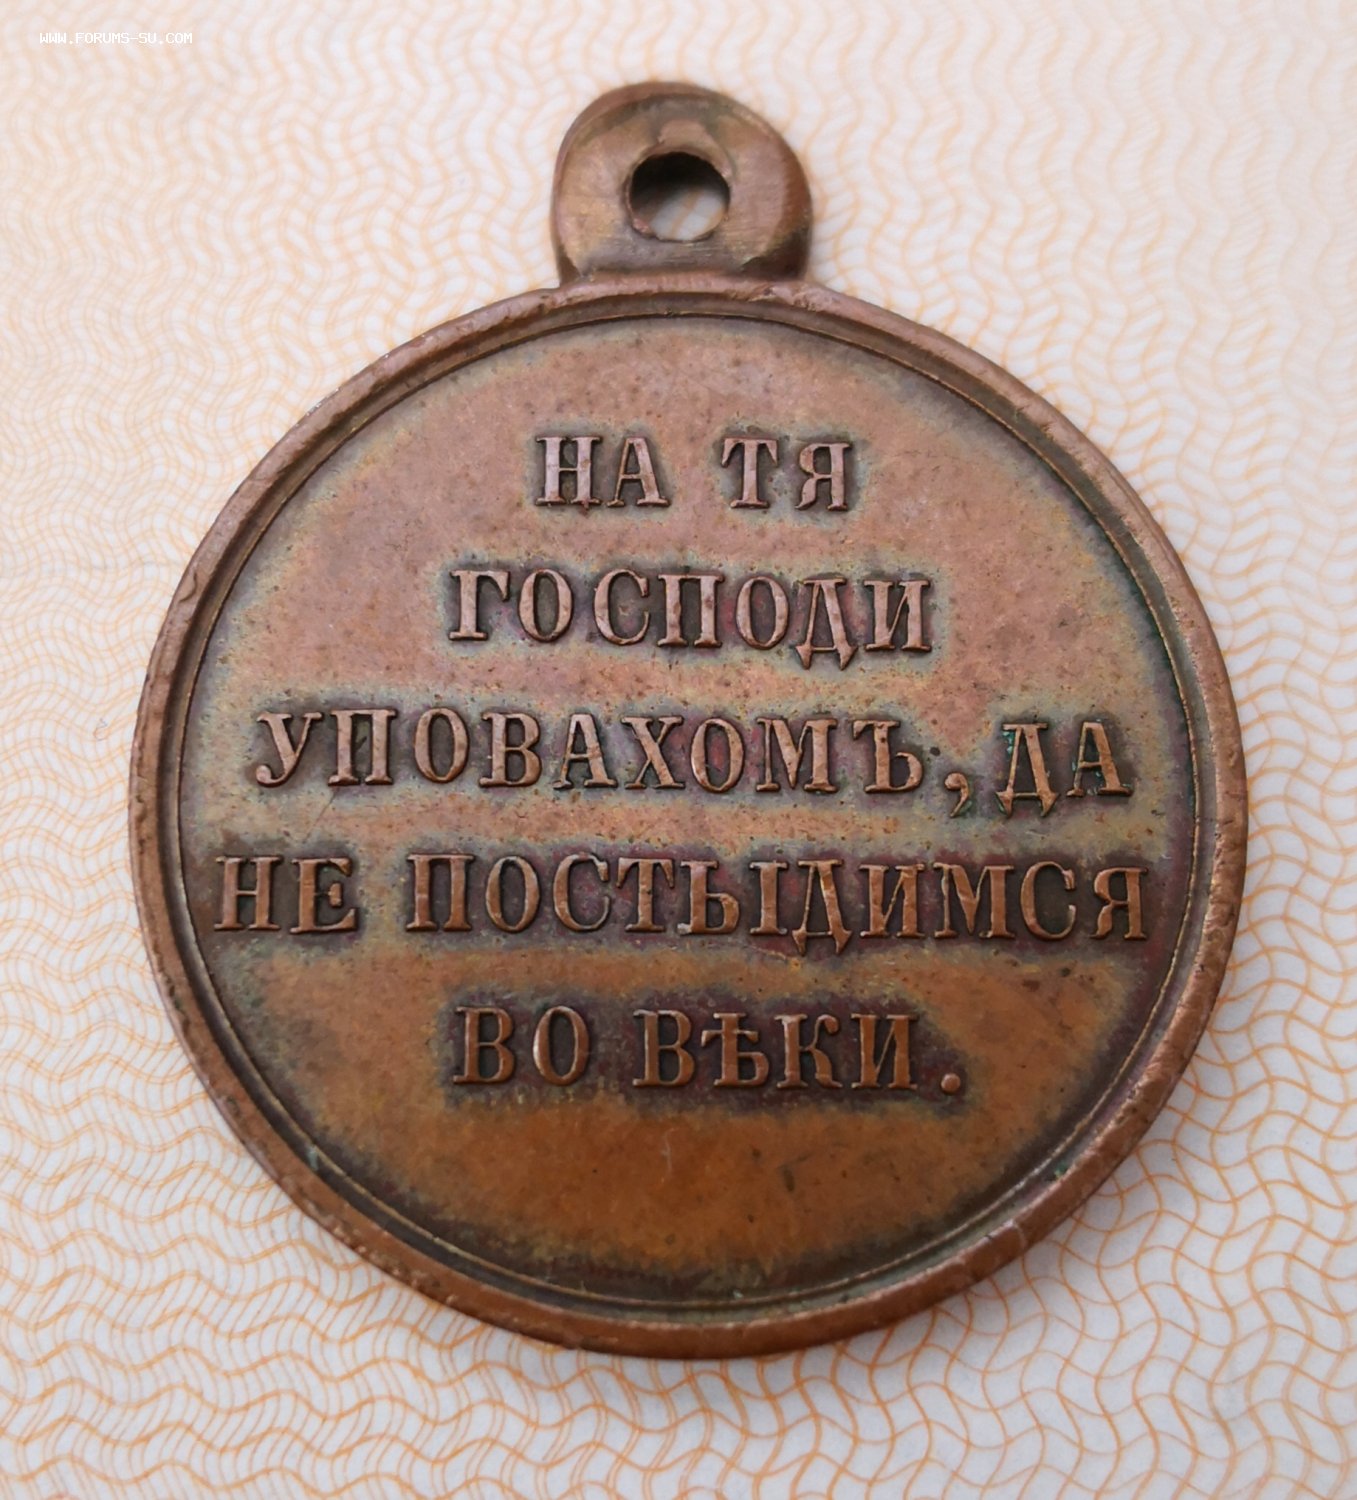 WWW.FORUMS-SU.COM
НА ТЯ
ГОСПОДИ
УПОВАХОМЪ, ДА
НЕ ПОСТЫДИМСЯ
ВО ВѢКИ.